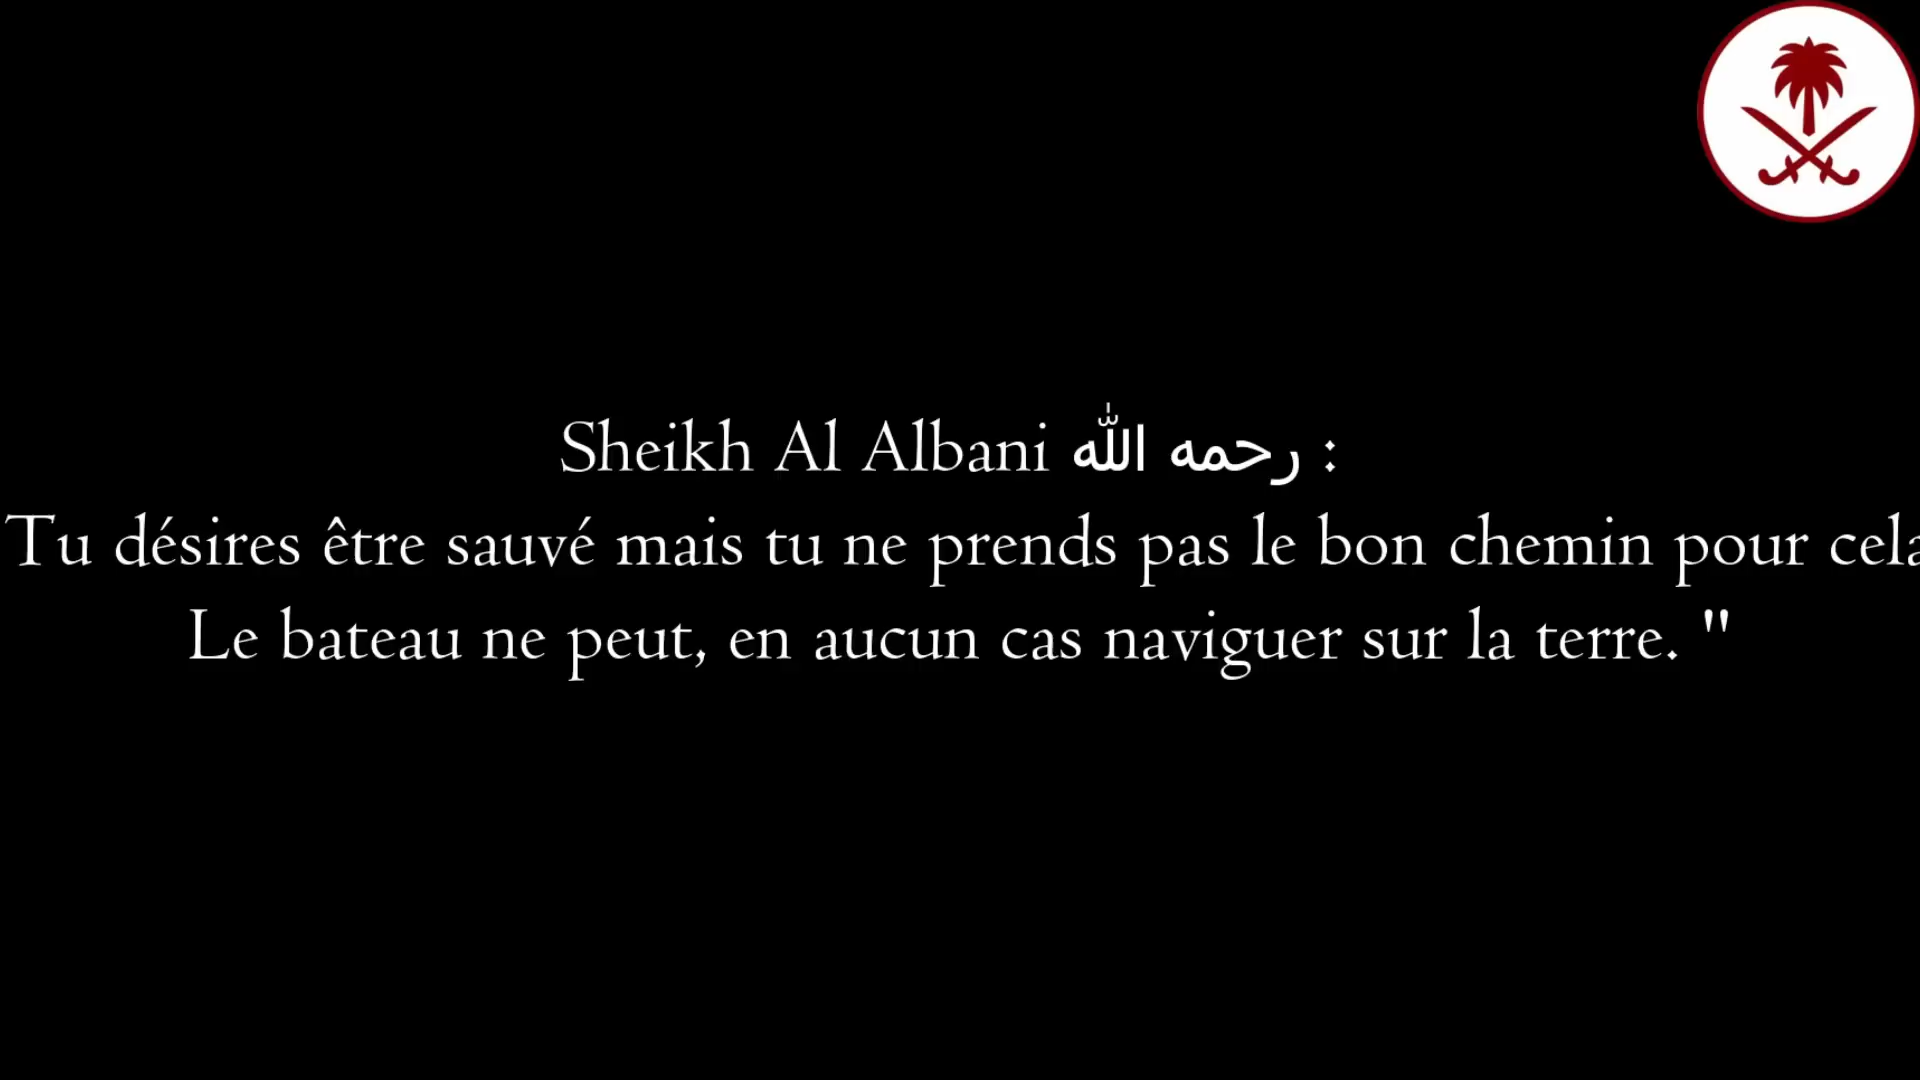 Sheikh Al Albani رحمه الله :
Tu désires être sauvé mais tu ne prends pas le bon chemin pour cela
Le bateau ne peut, en aucun cas naviguer sur la terre. "